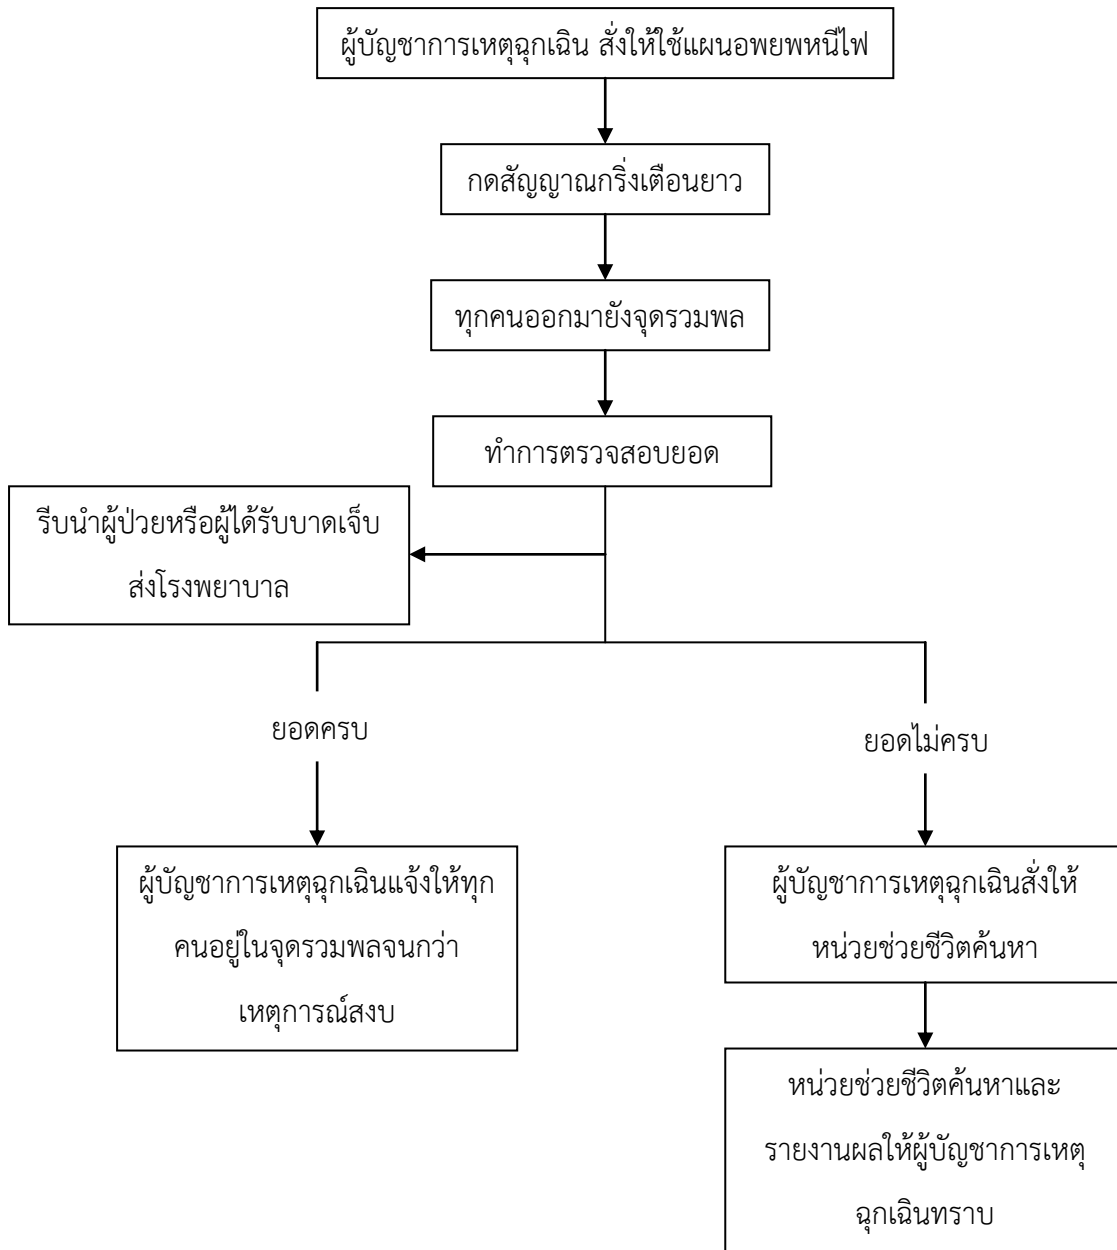 ผู้บัญชาการเหตุฉุกเฉิน สั่งให้ใช้แผนอพยพหนีไฟ
กดสัญญาณกริ่งเตือนยาว
ทุกคนออกมายังจุดรวมพล
ทำการตรวจสอบยอด
รีบนำผู้ป่วยหรือผู้ได้รับบาดเจ็บ
ส่งโรงพยาบาล
ยอดครบ
ยอดไม่ครบ
ผู้บัญชาการเหตุฉุกเฉินแจ้งให้ทุก
คนอยู่ในจุดรวมพลจนกว่า
เหตุการณ์สงบ
ผู้บัญชาการเหตุฉุกเฉินสั่งให้
หน่วยช่วยชีวิตค้นหา
หน่วยช่วยชีวิตค้นหาและ
รายงานผลให้ผู้บัญชาการเหตุ
ฉุกเฉินทราบ